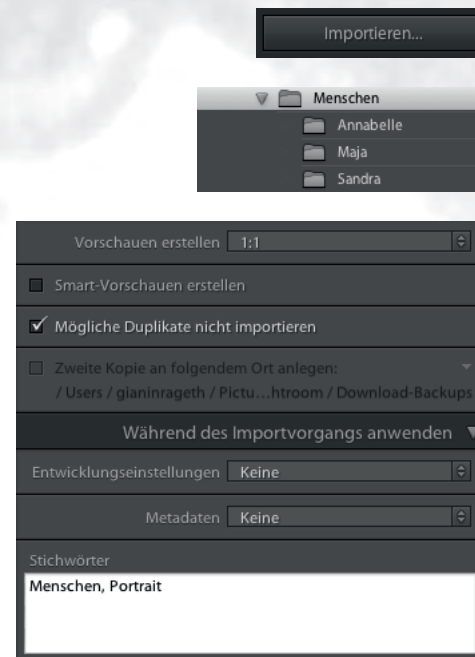 Importieren...
Menschen
Annabelle
Maja
Sandra
Vorschauen erstellen 1:1
Smart-Vorschauen erstellen
Mögliche Duplikate nicht importieren
Zweite Kopie an folgendem Ort anlegen:
/ Users / gianinrageth / Pictu...htroom / Download-Backups
Während des Importvorgangs anwenden
Entwicklungseinstellungen Keine
Metadaten Keine
Stichwörter
Menschen, Portrait